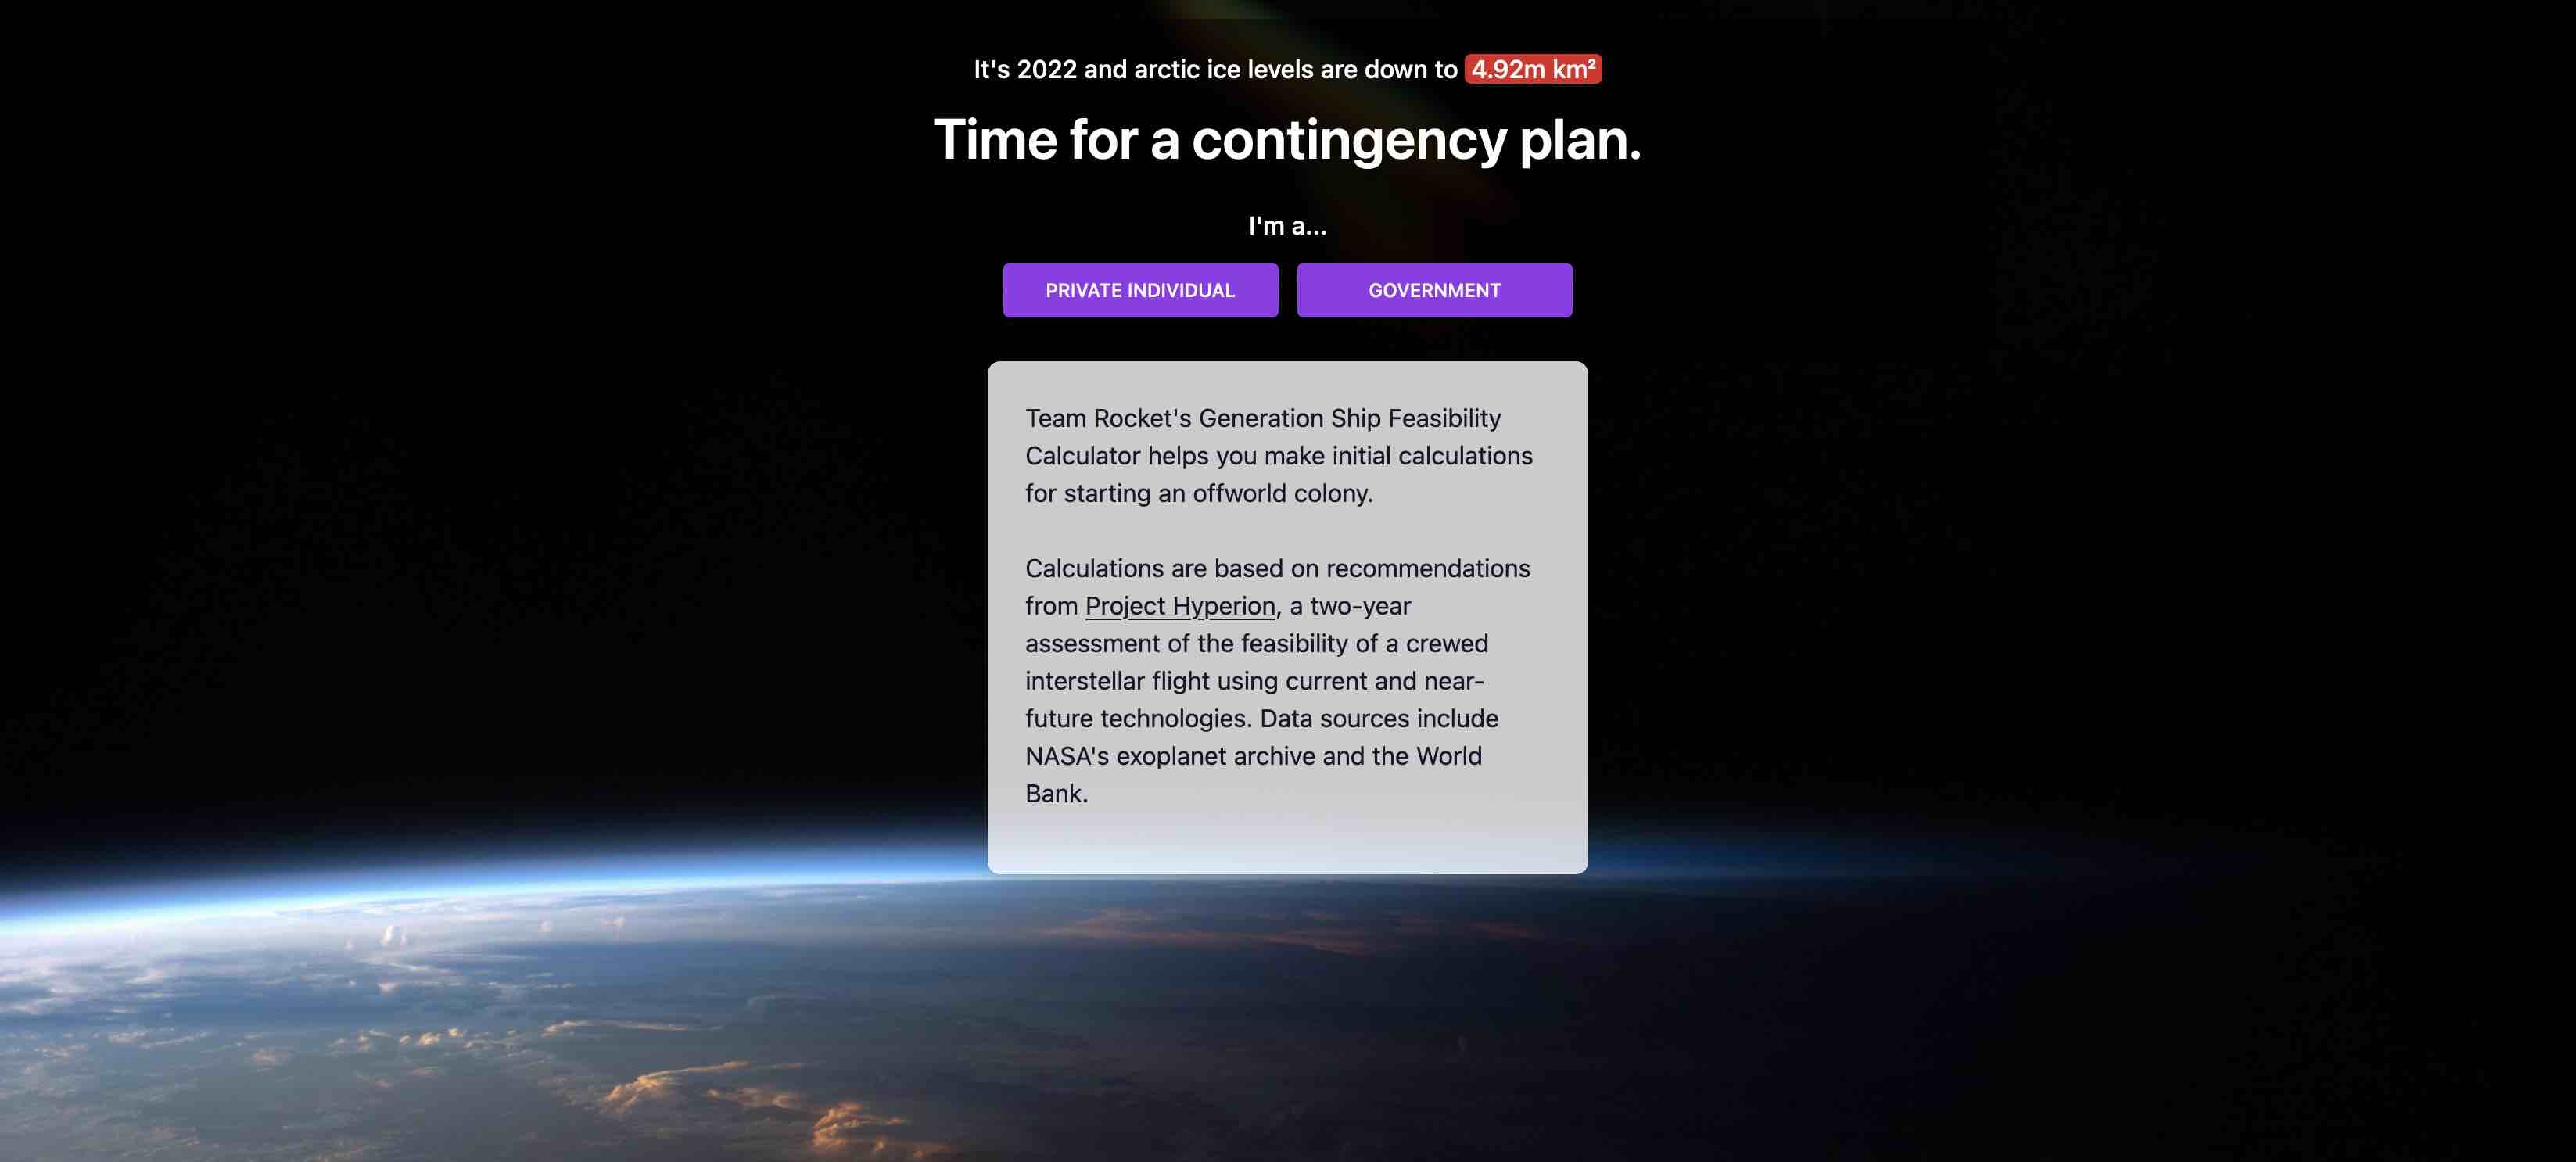 It's 2022 and arctic ice levels are down to 4.92m km²
Time for a contingency plan.
I'm a...
PRIVATE INDIVIDUAL
GOVERNMENT
Team Rocket's Generation Ship Feasibility
Calculator helps you make initial calculations
for starting an offworld colony.
Calculations are based on recommendations
from Project Hyperion, a two-year
assessment of the feasibility of a crewed
interstellar flight using current and near-
future technologies. Data sources include
NASA's exoplanet archive and the World
Bank.